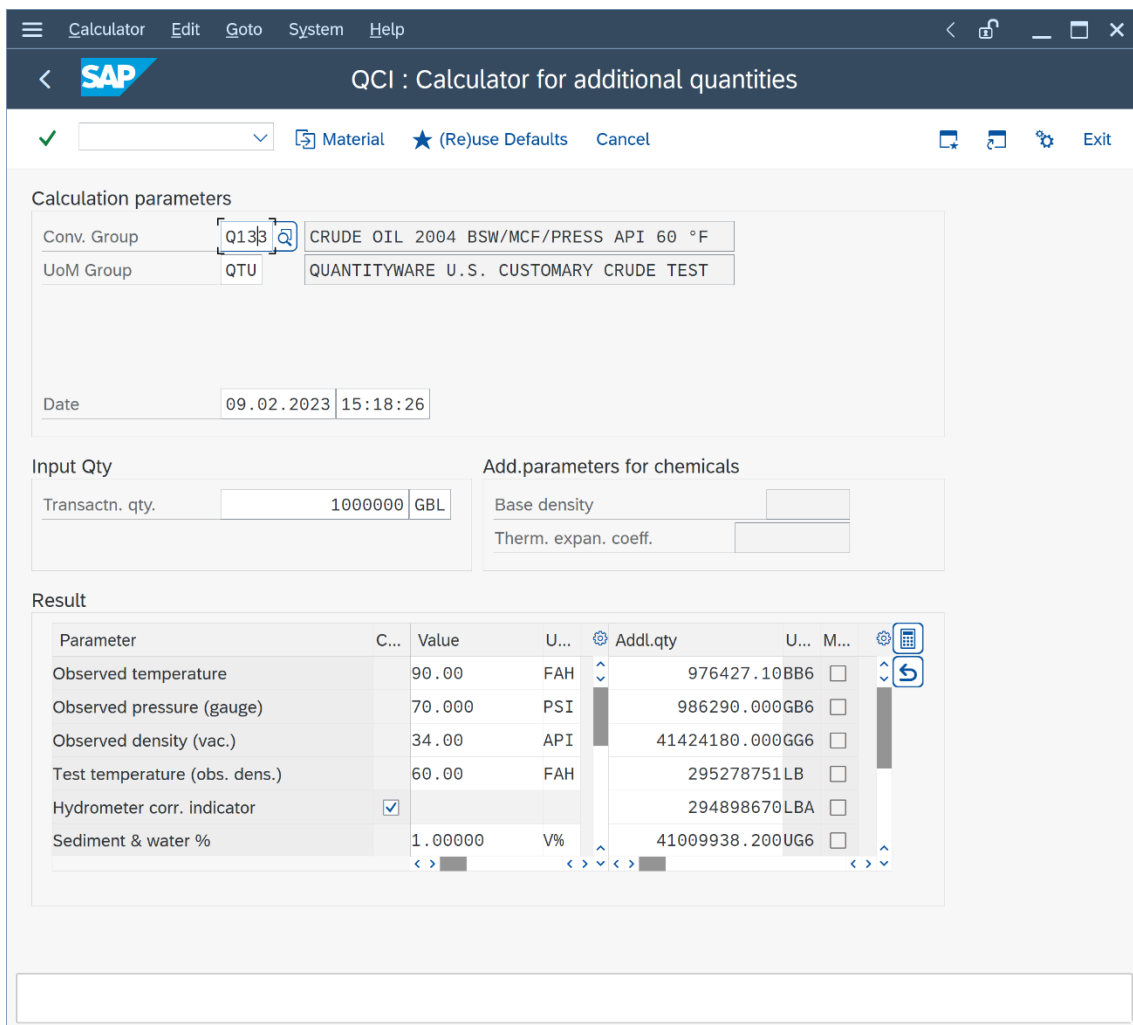 Calculator Edit Goto System Help
SAP QCI : Calculator for additional quantities
Material (Re)use Defaults Cancel Exit
Calculation parameters
Conv. Group Q133 CRUDE OIL 2004 BSW/MCF/PRESS API 60 °F
UoM Group QTU QUANTITYWARE U.S. CUSTOMARY CRUDE TEST
Date 09.02.2023 15:18:26
Input Qty Add.parameters for chemicals
Transactn. qty. 1000000 GBL Base density
Therm. expan. coeff.
Result
Parameter C... Value U... Addl.qty U... M...
Observed temperature 90.00 FAH 976427.10 BB6
Observed pressure (gauge) 70.000 PSI 986290.000 GB6
Observed density (vac.) 34.00 API 41424180.000 GG6
Test temperature (obs. dens.) 60.00 FAH 295278751 LB
Hydrometer corr. indicator 294898670 LBA
Sediment & water % 1.00000 V% 41009938.200 UG6